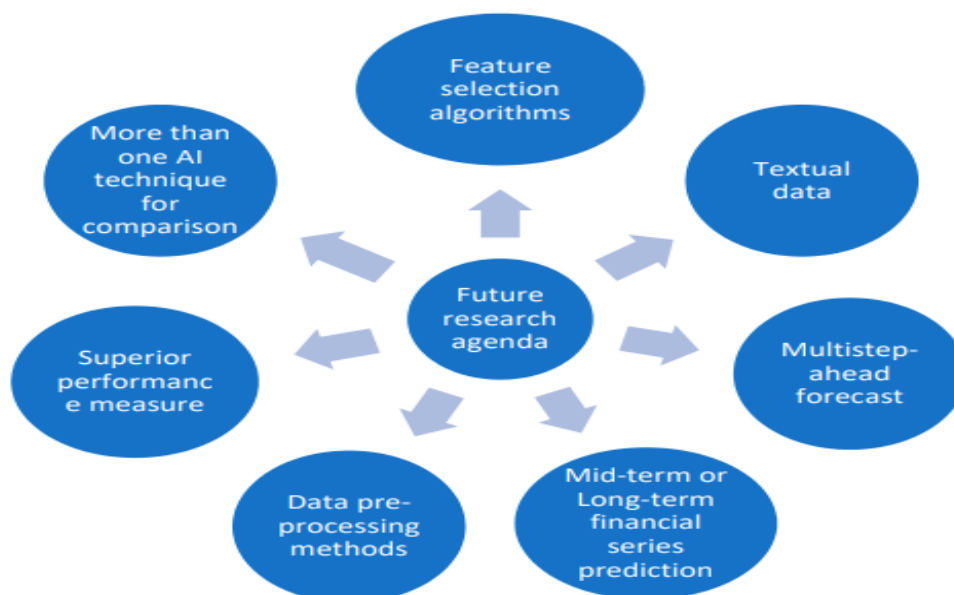 Feature
selection
algorithms
Textual
data
Multistep-
ahead
forecast
Mid-term or
Long-term
financial
series
prediction
Data pre-
processing
methods
Superior
performanc
e measure
More than
one AI
technique
for
comparison
Future
research
agenda